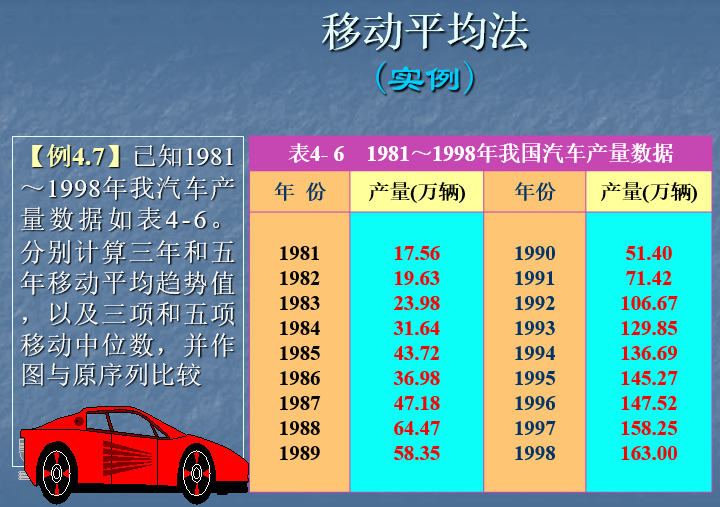 移动平均法
(实例)
【例4.7】已知1981
～1998年我汽车产
量数据如表4-6。
分别计算三年和五
年移动平均趋势值
，以及三项和五项
移动中位数，并作
图与原序列比较
表4- 6 1981～1998年我国汽车产量数据
年 份 产量(万辆) 年份 产量(万辆)
1981 17.56 1990 51.40
1982 19.63 1991 71.42
1983 23.98 1992 106.67
1984 31.64 1993 129.85
1985 43.72 1994 136.69
1986 36.98 1995 145.27
1987 47.18 1996 147.52
1988 64.47 1997 158.25
1989 58.35 1998 163.00